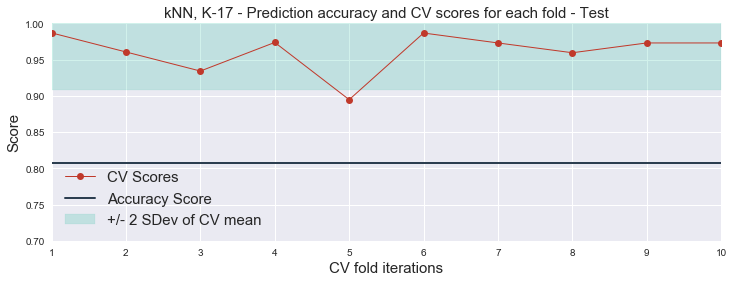 kNN, K-17 - Prediction accuracy and CV scores for each fold - Test
1.00
0.95
0.90
0.85
0.80
0.75
0.70
Score
CV Scores
Accuracy Score
+/- 2 SDev of CV mean
1 2 3 4 5 6 7 8 9 10
CV fold iterations